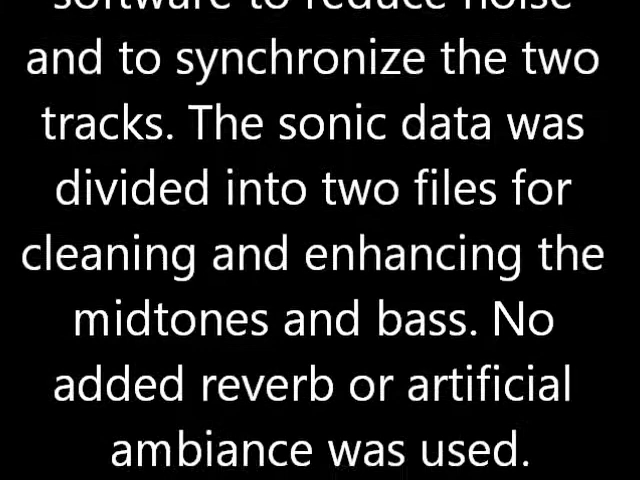 software to reduce noise
and to synchronize the two
tracks. The sonic data was
divided into two files for
cleaning and enhancing the
midtones and bass. No
added reverb or artificial
ambiance was used.